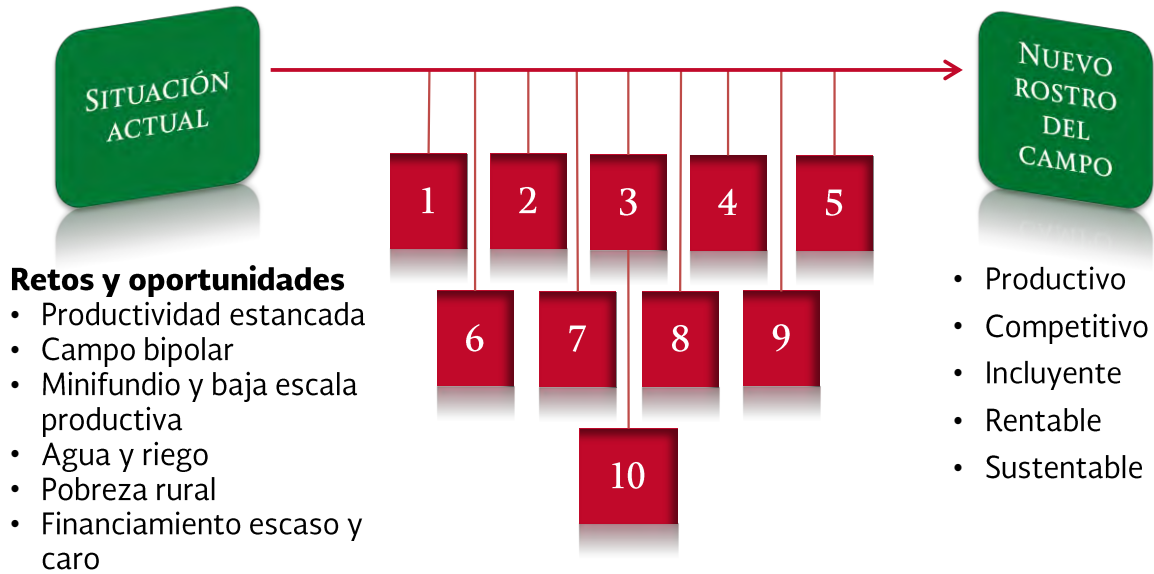 SITUACIÓN
ACTUAL
NUEVO
ROSTRO
DEL
CAMPO
1
2
3
4
5
6
7
8
9
10
Retos y oportunidades
• Productividad estancada
• Campo bipolar
• Minifundio y baja escala
productiva
• Agua y riego
• Pobreza rural
• Financiamiento escaso y
caro
• Productivo
• Competitivo
• Incluyente
• Rentable
• Sustentable